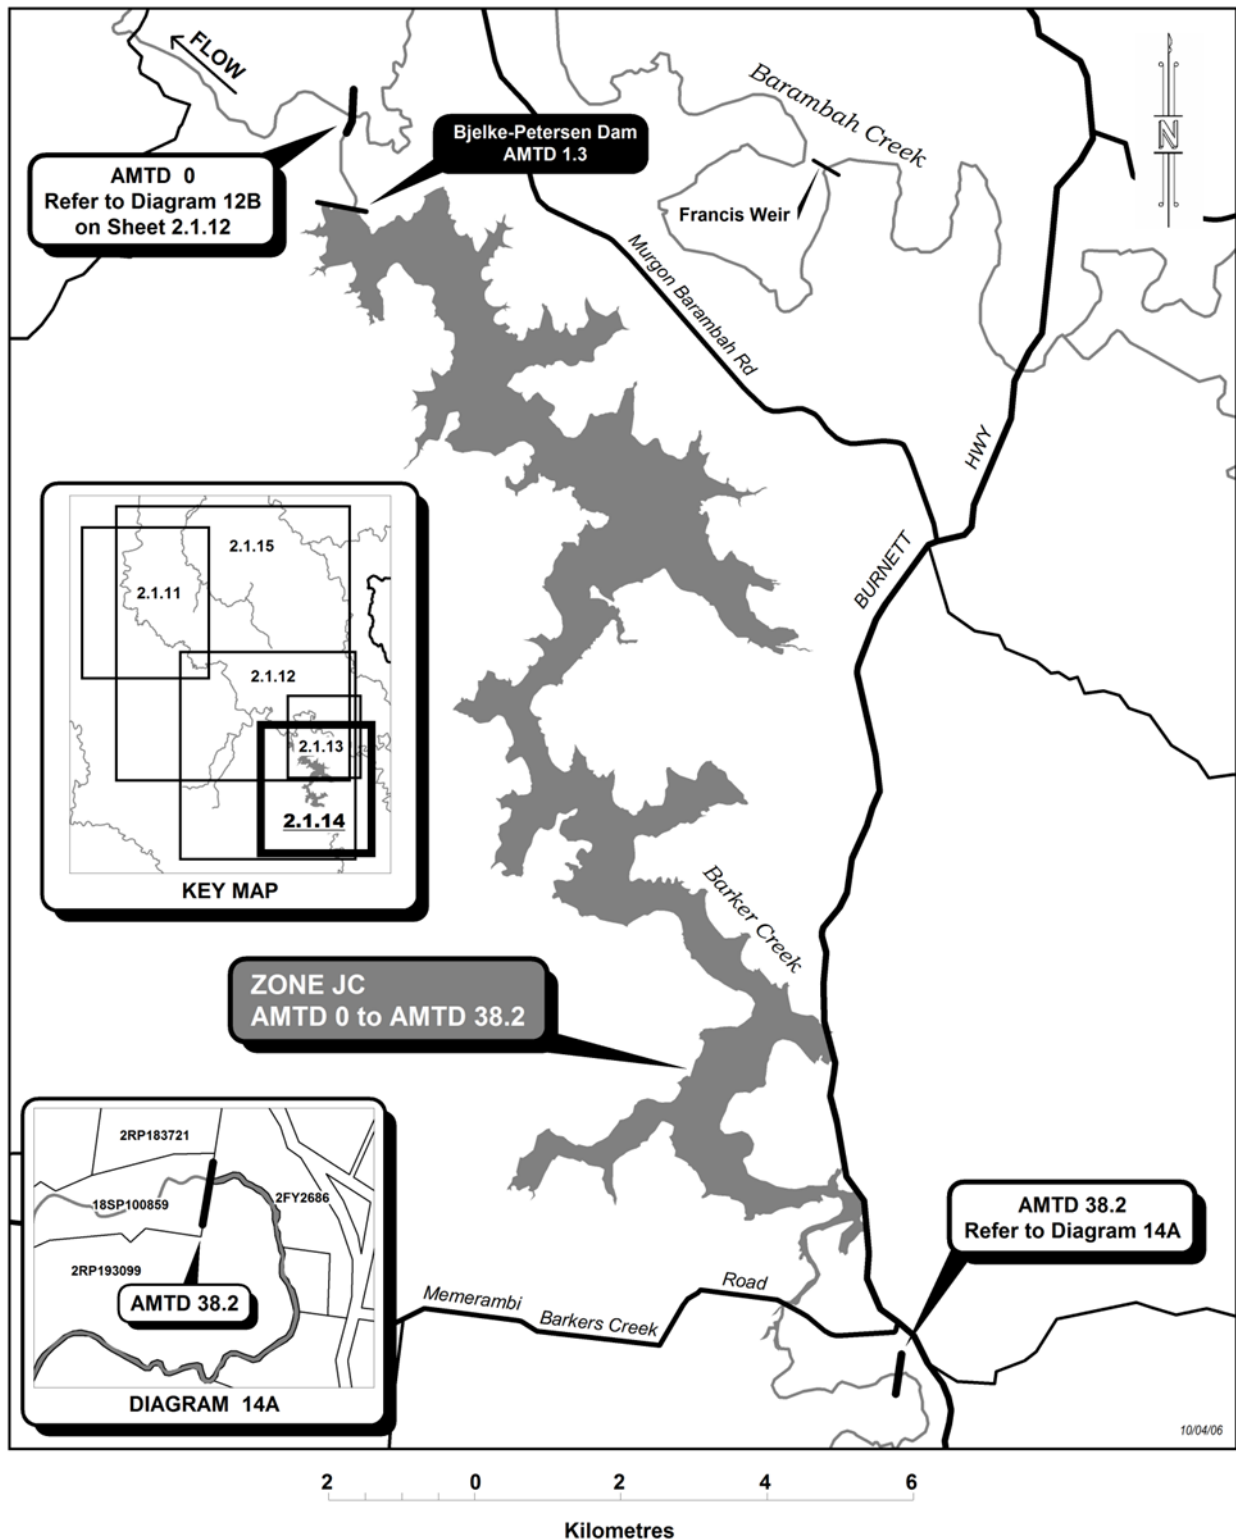 FLOW
Barambah Creek
N
Bjelke-Petersen Dam
AMTD 1.3
AMTD 0
Refer to Diagram 12B
on Sheet 2.1.12
Francis Weir
Murgon Barambah Rd
HWY
BURNETT
2.1.15
2.1.11
2.1.12
2.1.13
2.1.14
KEY MAP
Barker Creek
ZONE JC
AMTD 0 to AMTD 38.2
2RP183721
18SP100859
2FY2686
2RP193099
AMTD 38.2
DIAGRAM 14A
AMTD 38.2
Refer to Diagram 14A
Memerambi
Barkers Creek
Road
10/04/06
2 0 2 4 6
Kilometres